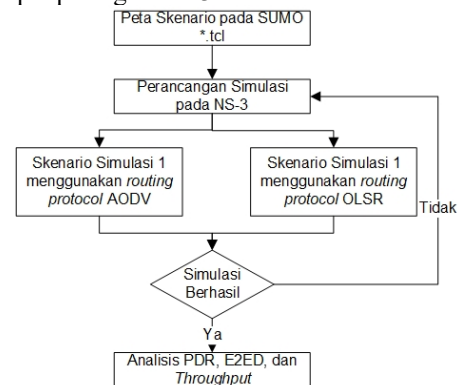 Peta Skenario pada SUMO
*.tcl
Perancangan Simulasi
pada NS-3
Skenario Simulasi 1
menggunakan routing
protocol AODV
Skenario Simulasi 1
menggunakan routing
protocol OLSR
Tidak
Simulasi
Berhasil
Ya
Analisis PDR, E2ED, dan
Throughput